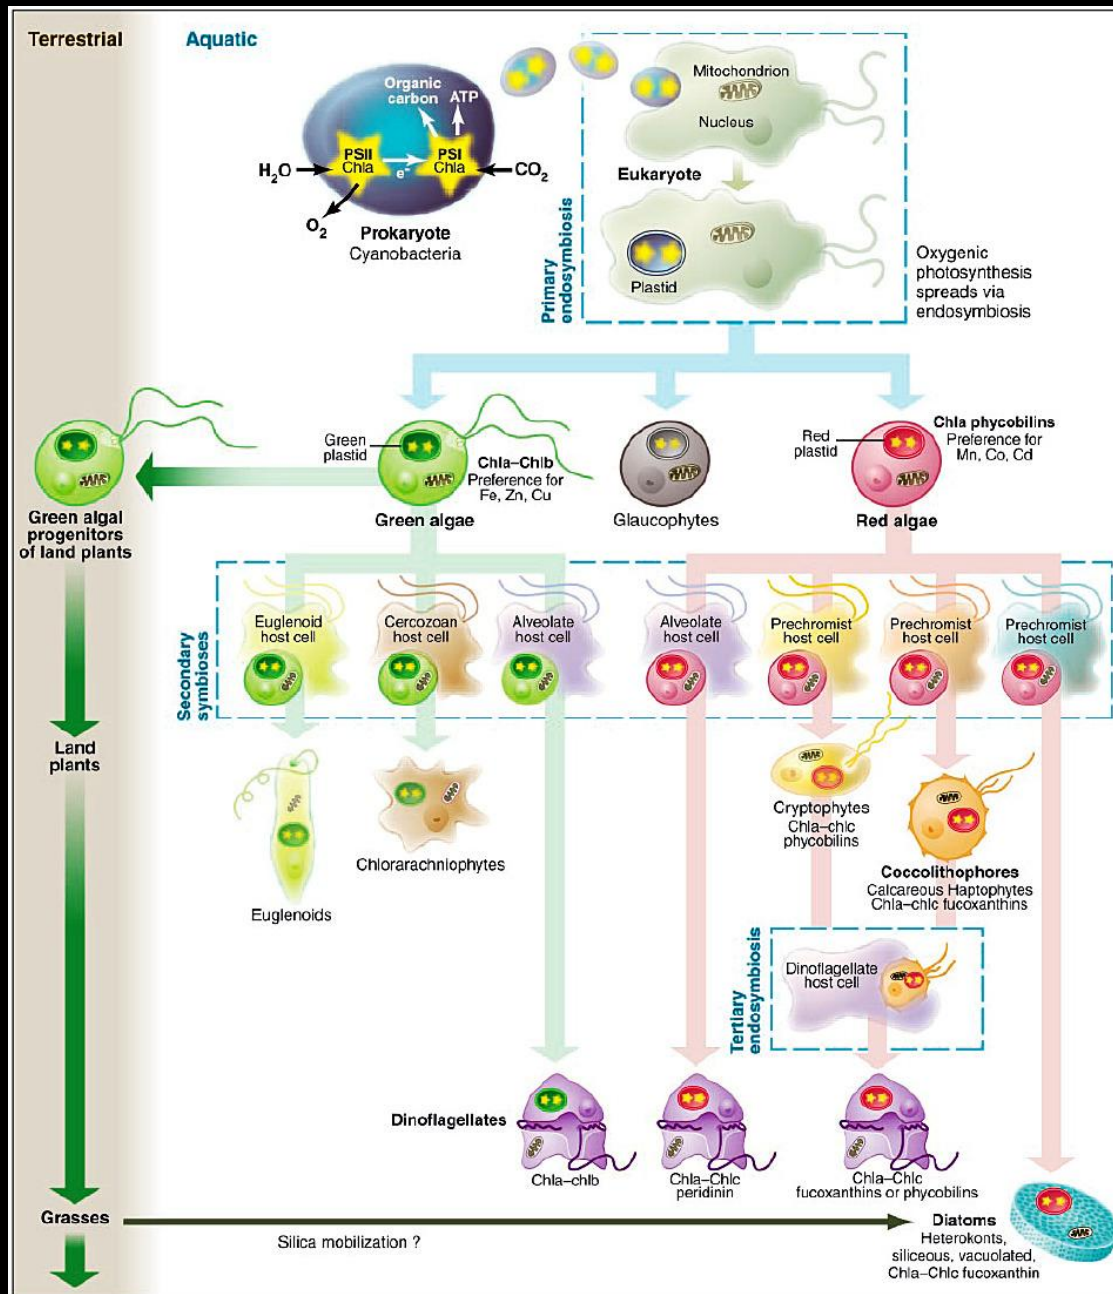 Terrestrial
Aquatic
Organic
carbon
ATP
PSII
Chla
PSI
Chla
e-
H2O
CO2
O2
Prokaryote
Cyanobacteria
Mitochondrion
Nucleus
Eukaryote
Plastid
Primary
endosymbiosis
Oxygenic
photosynthesis
spreads via
endosymbiosis
Green algal
progenitors
of land plants
Green
plastid
Chla–Chlb
Preference for
Fe, Zn, Cu
Green algae
Glaucophytes
Red
plastid
Chla phycobilins
Preference for
Mn, Co, Cd
Red algae
Secondary
symbioses
Euglenoid
host cell
Cercozoan
host cell
Alveolate
host cell
Alveolate
host cell
Prechromist
host cell
Prechromist
host cell
Prechromist
host cell
Land
plants
Euglenoids
Chlorarachniophytes
Cryptophytes
Chla–chlc
phycobilins
Coccolithophores
Calcareous Haptophytes
Chla–chlc fucoxanthins
Tertiary
endosymbiosis
Dinoflagellate
host cell
Dinoflagellates
Chla–chlb
Chla–Chlc
peridinin
Chla–Chlc
fucoxanthins or phycobilins
Grasses
Silica mobilization ?
Diatoms
Heterokonts,
siliceous, vacuolated,
Chla–Chlc fucoxanthin